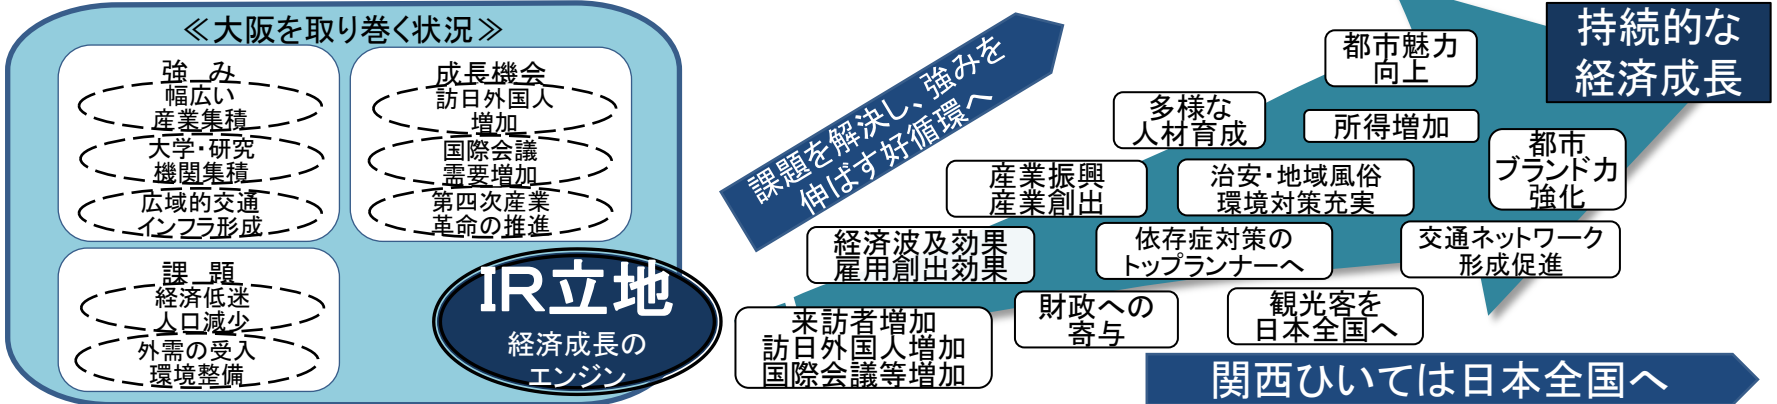 ≪大阪を取り巻く状況≫
強 み
幅広い
産業集積
大学・研究
機関集積
広域的交通
インフラ形成
成長機会
訪日外国人
増加
国際会議
需要増加
第四次産業
革命の推進
課 題
経済低迷
人口減少
外需の受入
環境整備
IR立地
経済成長の
エンジン
課題を解決し、強みを
伸ばす好循環へ
来訪者増加
訪日外国人増加
国際会議等増加
経済波及効果
雇用創出効果
財政への
寄与
産業振興
産業創出
依存症対策の
トップランナーへ
観光客を
日本全国へ
多様な
人材育成
治安・地域風俗
環境対策充実
都市魅力
向上
所得増加
都市
ブランド力
強化
交通ネットワーク
形成促進
持続的な
経済成長
関西ひいては日本全国へ